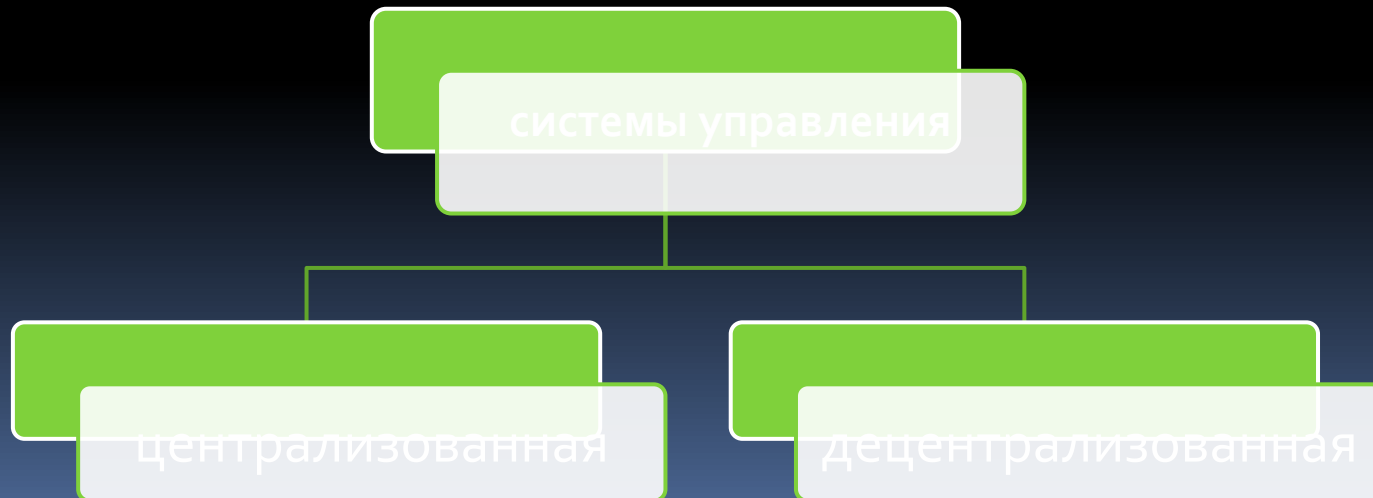 системы управления
централизованная
децентрализованная